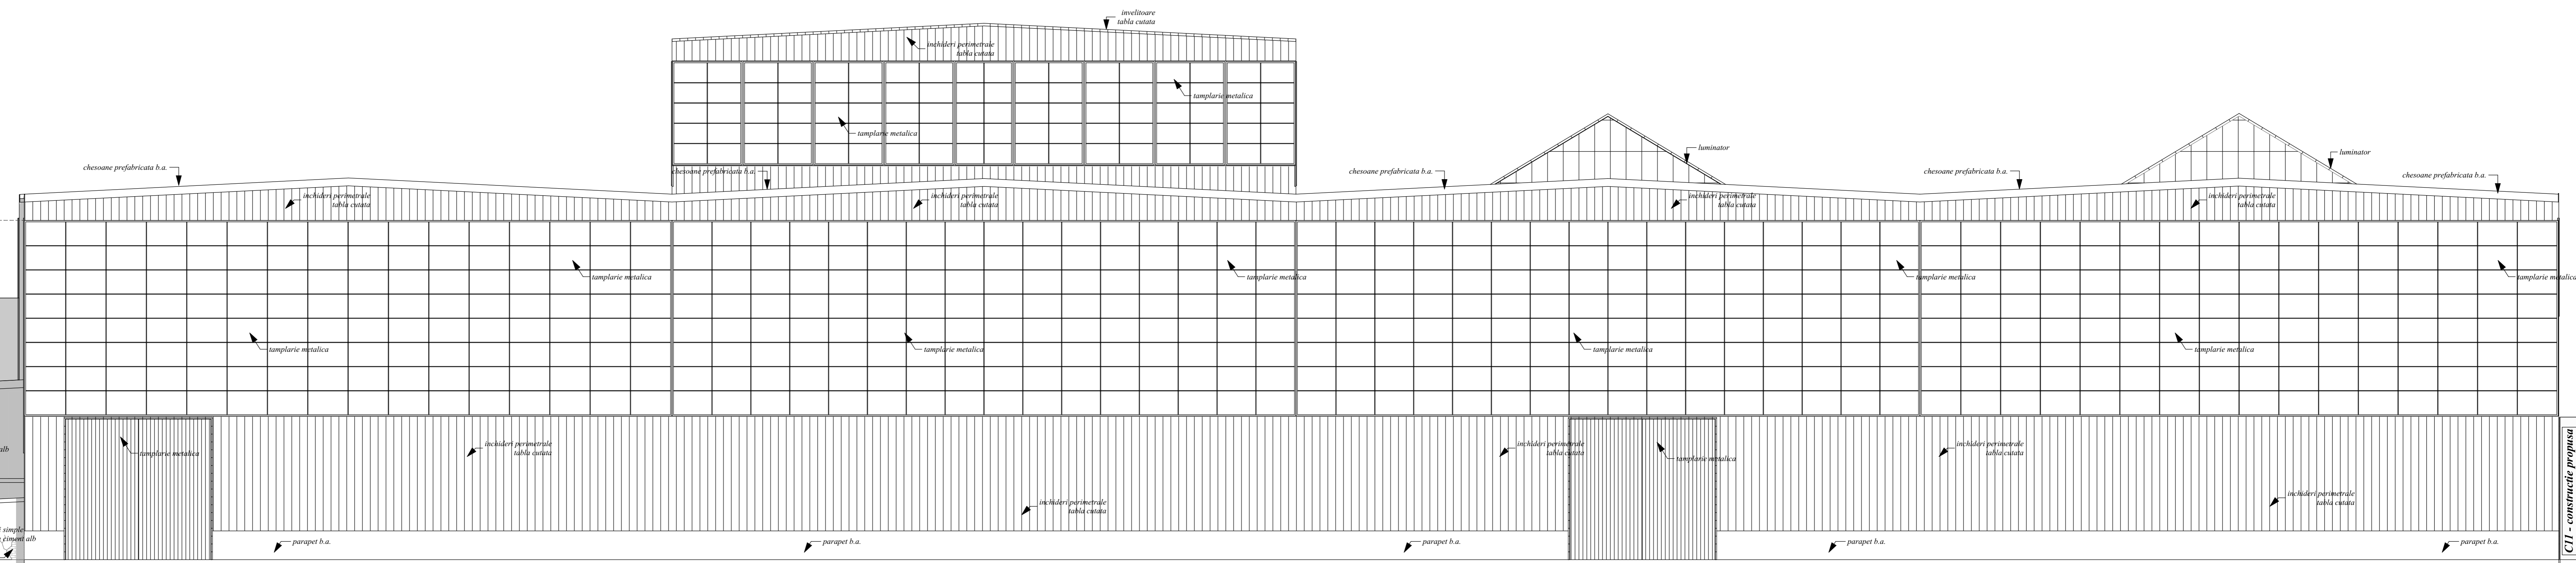 invelitoare
tabla cutata
inchideri perimetrale
tabla cutata
tamplarie metalica
tamplarie metalica
luminator
luminator
chesoane prefabricata b.a.
chesoane prefabricata b.a.
chesoane prefabricata b.a.
chesoane prefabricata b.a.
chesoane prefabricata b.a.
inchideri perimetrale
tabla cutata
inchideri perimetrale
tabla cutata
inchideri perimetrale
tabla cutata
inchideri perimetrale
tabla cutata
tamplarie metalica
tamplarie metalica
tamplarie metalica
tamplarie metalica
tamplarie metalica
tamplarie metalica
tamplarie metalica
tamplarie metalica
alb
tamplarie metalica
inchideri perimetrale
tabla cutata
inchideri perimetrale
tabla cutata
tamplarie metalica
inchideri perimetrale
tabla cutata
inchideri perimetrale
tabla cutata
inchideri perimetrale
tabla cutata
simple
ciment alb
parapet b.a.
parapet b.a.
parapet b.a.
parapet b.a.
parapet b.a.
C11 - constructie propusa